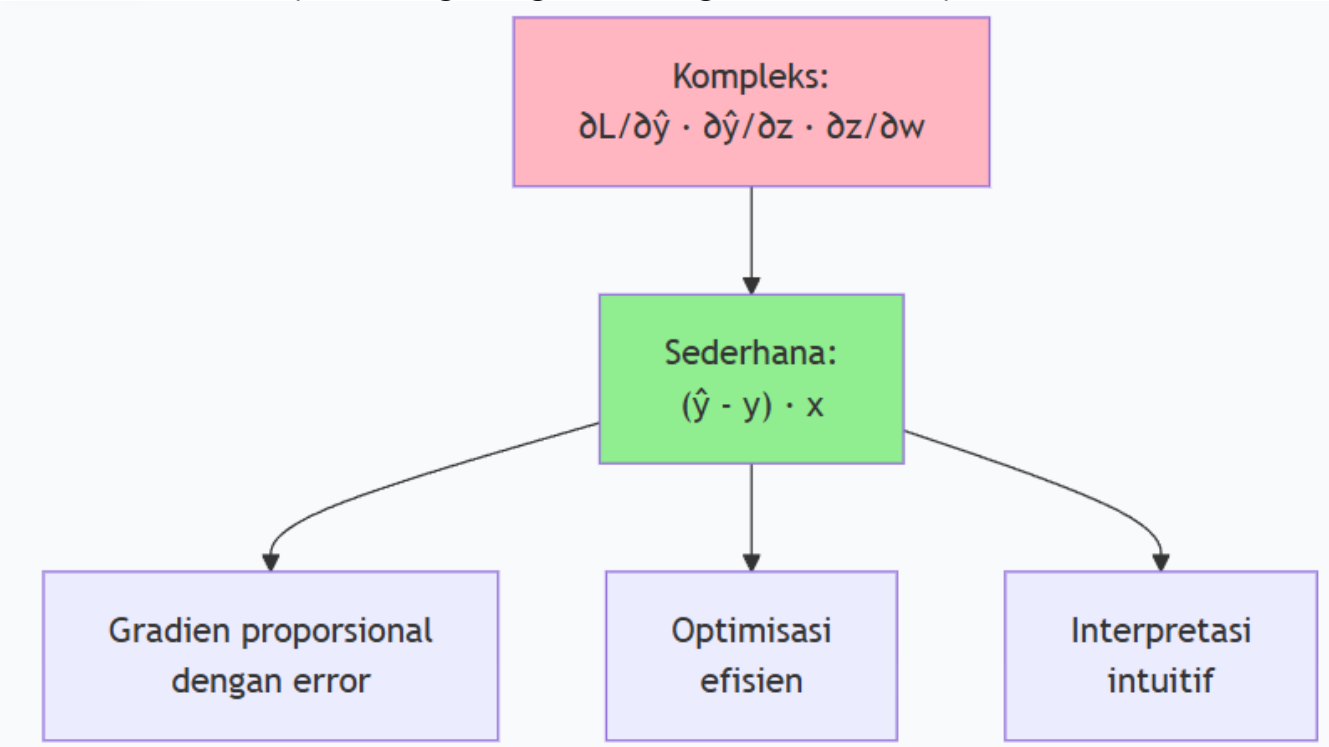 Kompleks:
∂L/∂ŷ · ∂ŷ/∂z · ∂z/∂w
Sederhana:
(ŷ - y) · x
Gradien proporsional
dengan error
Optimisasi
efisien
Interpretasi
intuitif